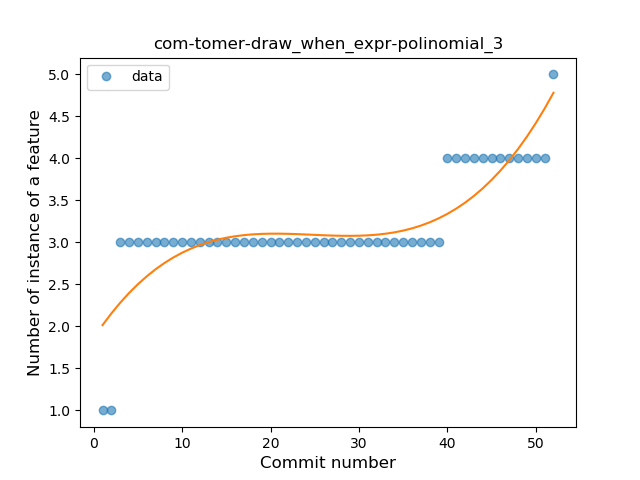 com-tomer-draw_when_expr-polinomial_3
data
Number of instance of a feature
5.0
4.5
4.0
3.5
3.0
2.5
2.0
1.5
1.0
0 10 20 30 40 50
Commit number